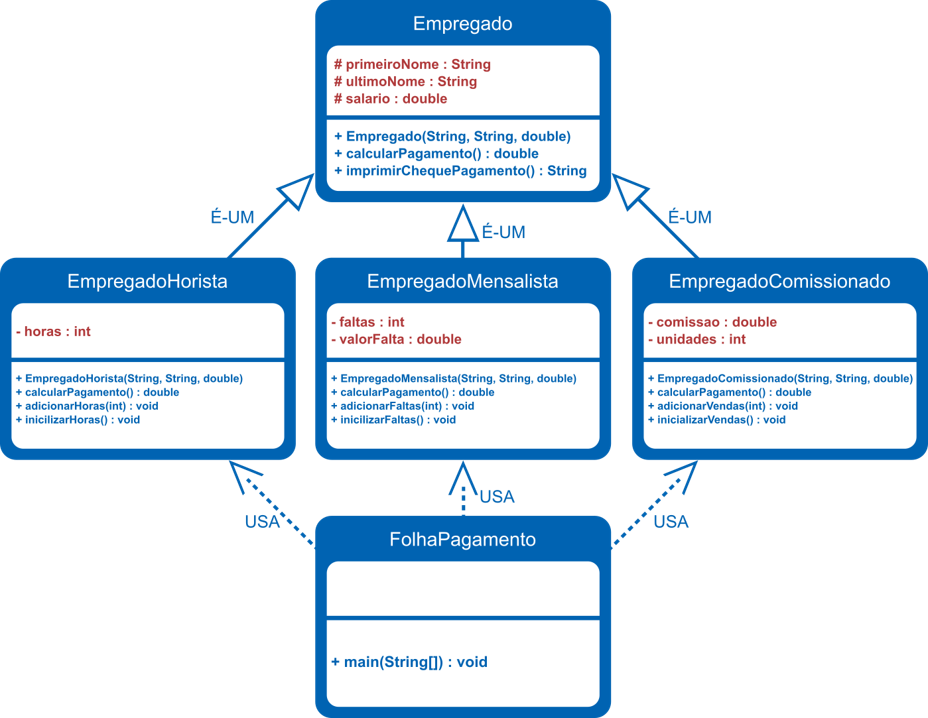 Empregado
# primeiroNome : String
# ultimoNome : String
# salario : double
+ Empregado(String, String, double)
+ calcularPagamento() : double
+ imprimirChequePagamento() : String
É-UM
É-UM
É-UM
EmpregadoHorista
- horas : int
+ EmpregadoHorista(String, String, double)
+ calcularPagamento() : double
+ adicionarHoras(int) : void
+ inicilizarHoras() : void
EmpregadoMensalista
- faltas : int
- valorFalta : double
+ EmpregadoMensalista(String, String, double)
+ calcularPagamento() : double
+ adicionarFaltas(int) : void
+ inicilizarFaltas() : void
EmpregadoComissionado
- comissao : double
- unidades : int
+ EmpregadoComissionado(String, String, double)
+ calcularPagamento() : double
+ adicionarVendas(int) : void
+ inicializarVendas() : void
USA
USA
USA
FolhaPagamento
+ main(String[]) : void